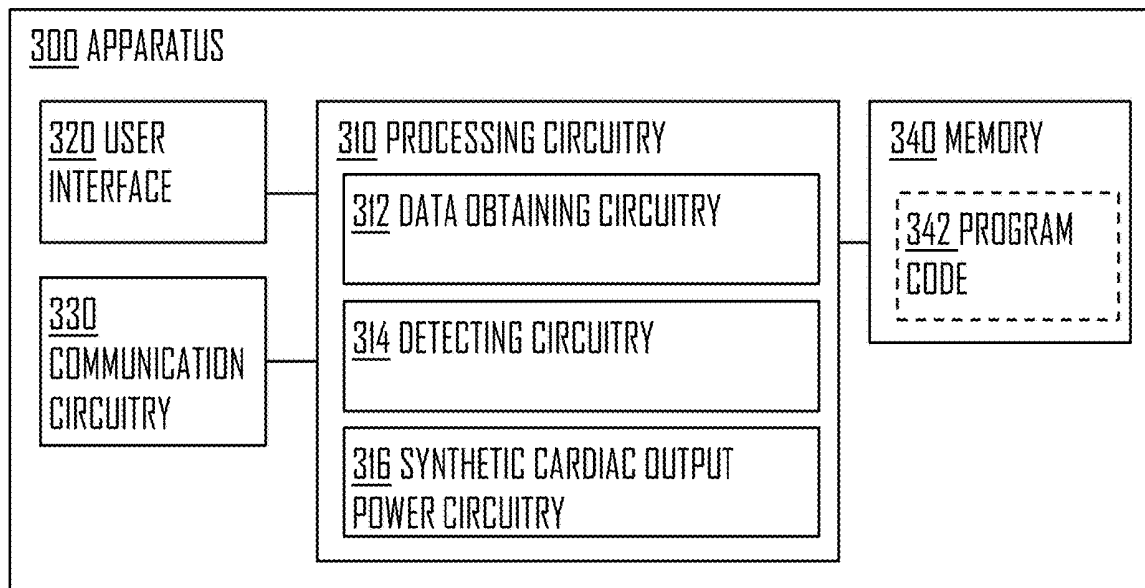 300 APPARATUS
320 USER
INTERFACE
330
COMMUNICATION
CIRCUITRY
310 PROCESSING CIRCUITRY
312 DATA OBTAINING CIRCUITRY
314 DETECTING CIRCUITRY
316 SYNTHETIC CARDIAC OUTPUT
POWER CIRCUITRY
340 MEMORY
342 PROGRAM
CODE